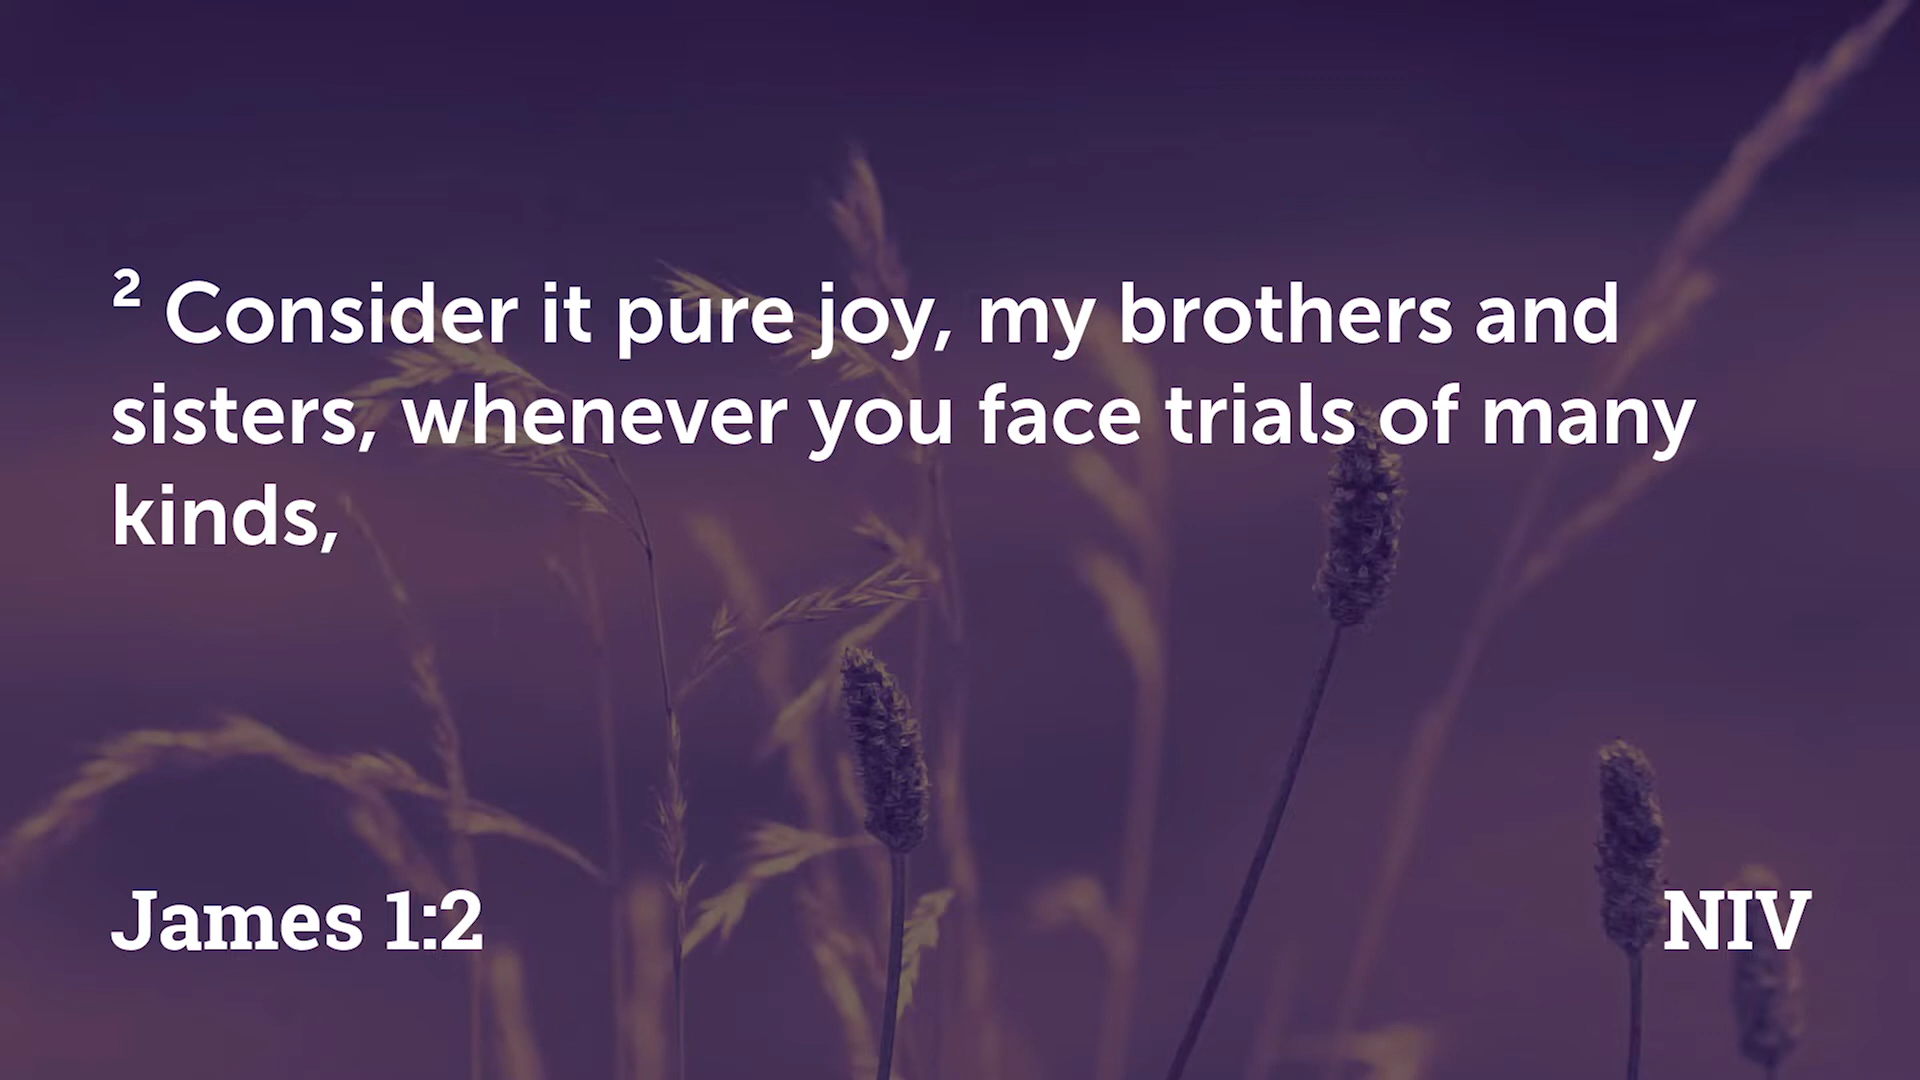 ² Consider it pure joy, my brothers and
sisters, whenever you face trials of many
kinds,
James 1:2
NIV